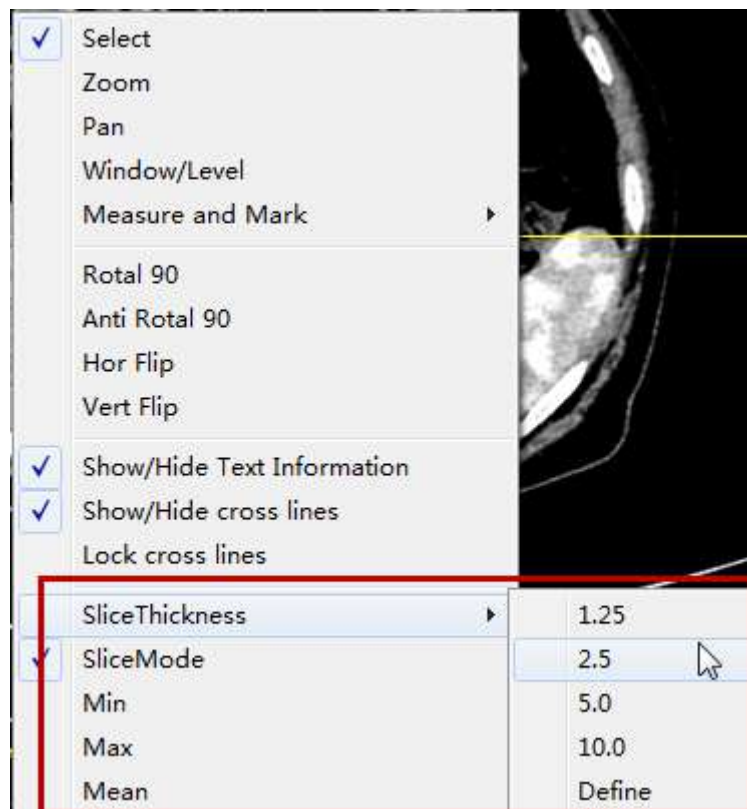 Select
Zoom
Pan
Window/Level
Measure and Mark
Rotal 90
Anti Rotal 90
Hor Flip
Vert Flip
Show/Hide Text Information
Show/Hide cross lines
Lock cross lines
SliceThickness
1.25
SliceMode
2.5
Min
5.0
Max
10.0
Mean
Define